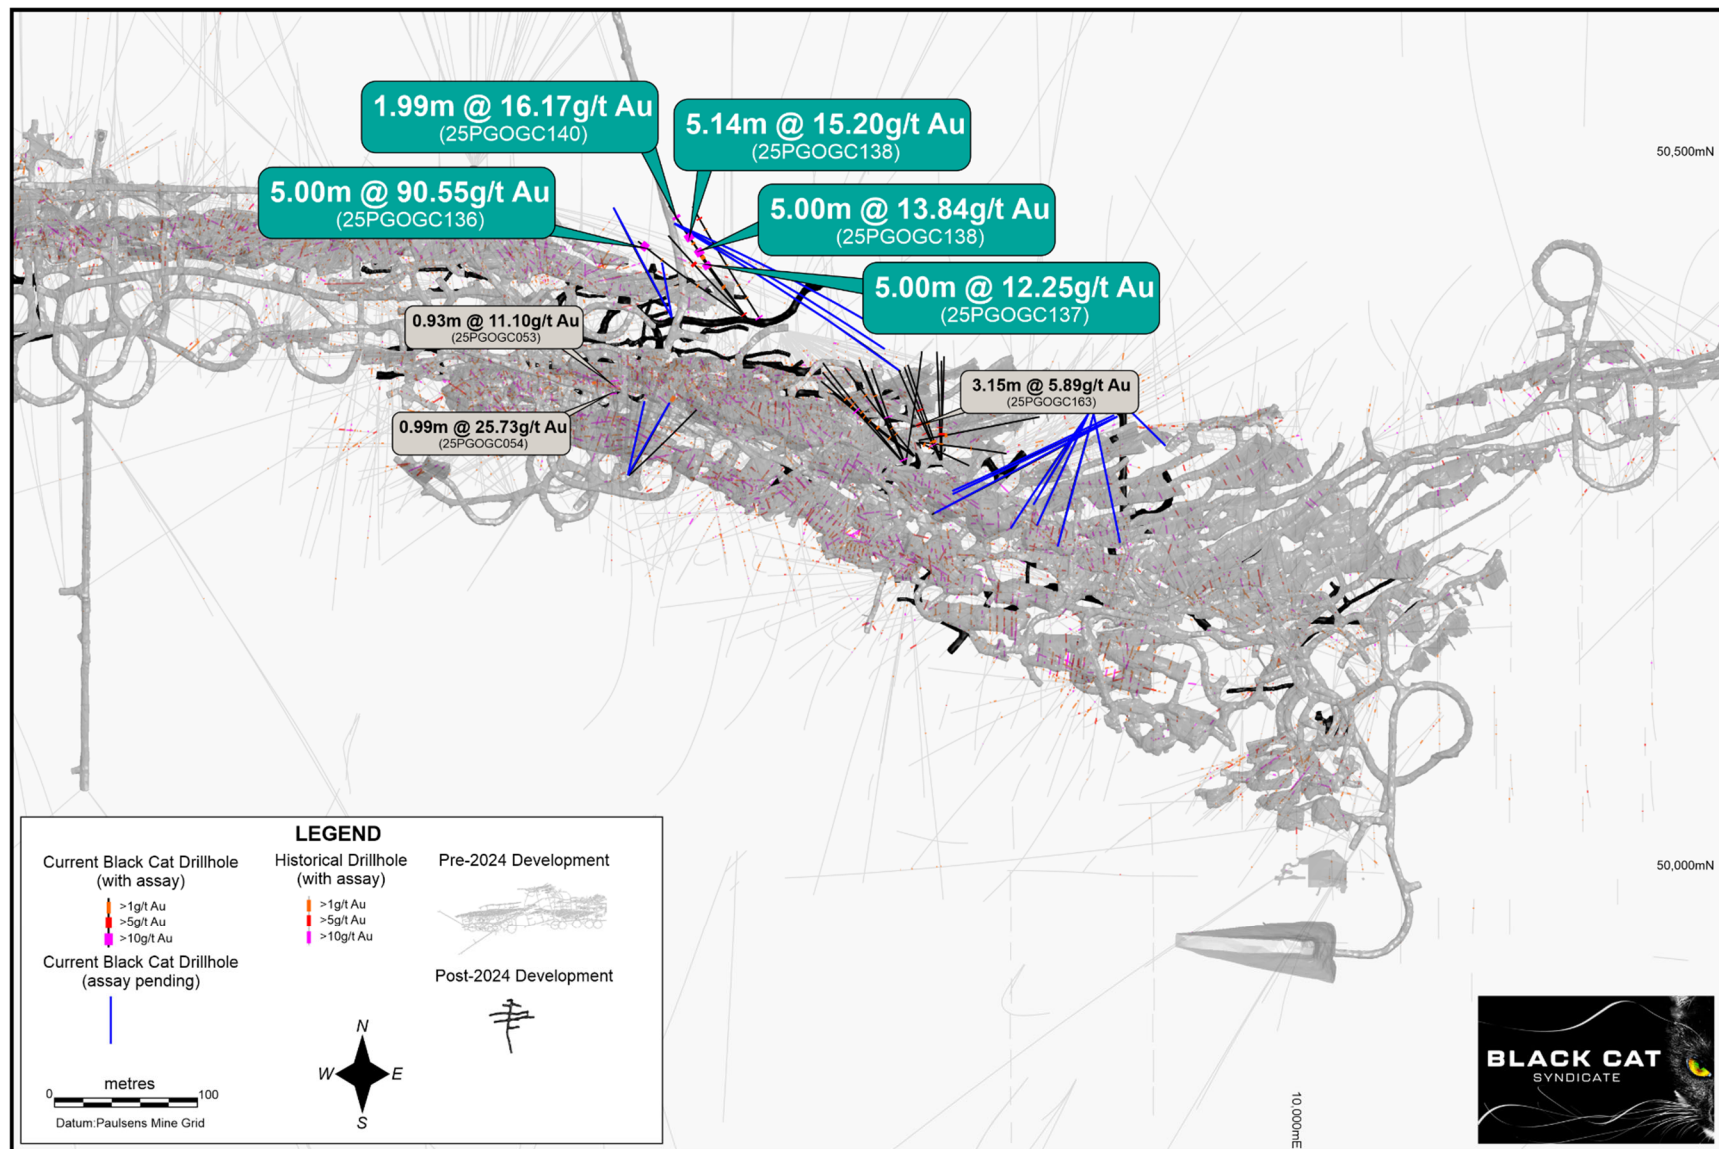 1.99m @ 16.17g/t Au
(25PGOGC140)
5.14m @ 15.20g/t Au
(25PGOGC138)
50,500mN
5.00m @ 90.55g/t Au
(25PGOGC136)
5.00m @ 13.84g/t Au
(25PGOGC138)
5.00m @ 12.25g/t Au
(25PGOGC137)
0.93m @ 11.10g/t Au
(25PGOGC053)
3.15m @ 5.89g/t Au
(25PGOGC163)
0.99m @ 25.73g/t Au
(25PGOGC054)
LEGEND
Current Black Cat Drillhole
(with assay)
>1g/t Au
>5g/t Au
>10g/t Au
Current Black Cat Drillhole
(assay pending)
Historical Drillhole
(with assay)
>1g/t Au
>5g/t Au
>10g/t Au
Pre-2024 Development
Post-2024 Development
N
W
E
S
metres
0
100
Datum:Paulsens Mine Grid
50,000mN
10,000mE
BLACK CAT
SYNDICATE